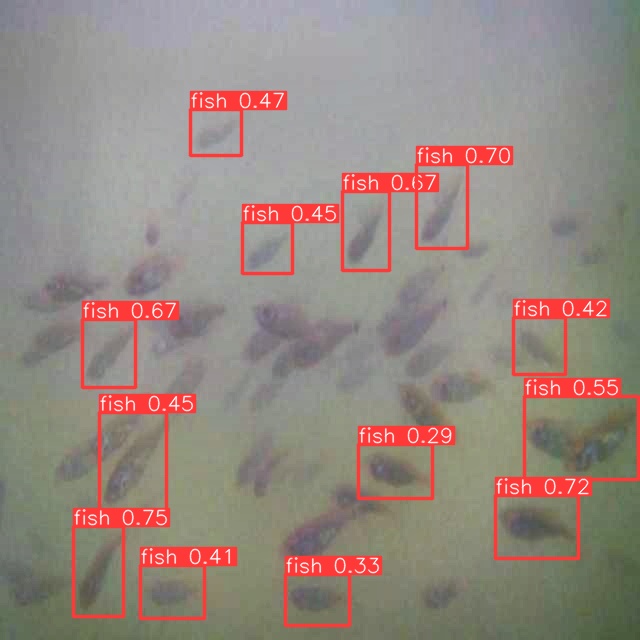 fish 0.47
fish 0.70
fish 0.67
fish 0.45
fish 0.67
fish 0.42
fish 0.55
fish 0.45
fish 0.29
fish 0.72
fish 0.75
fish 0.41
fish 0.33